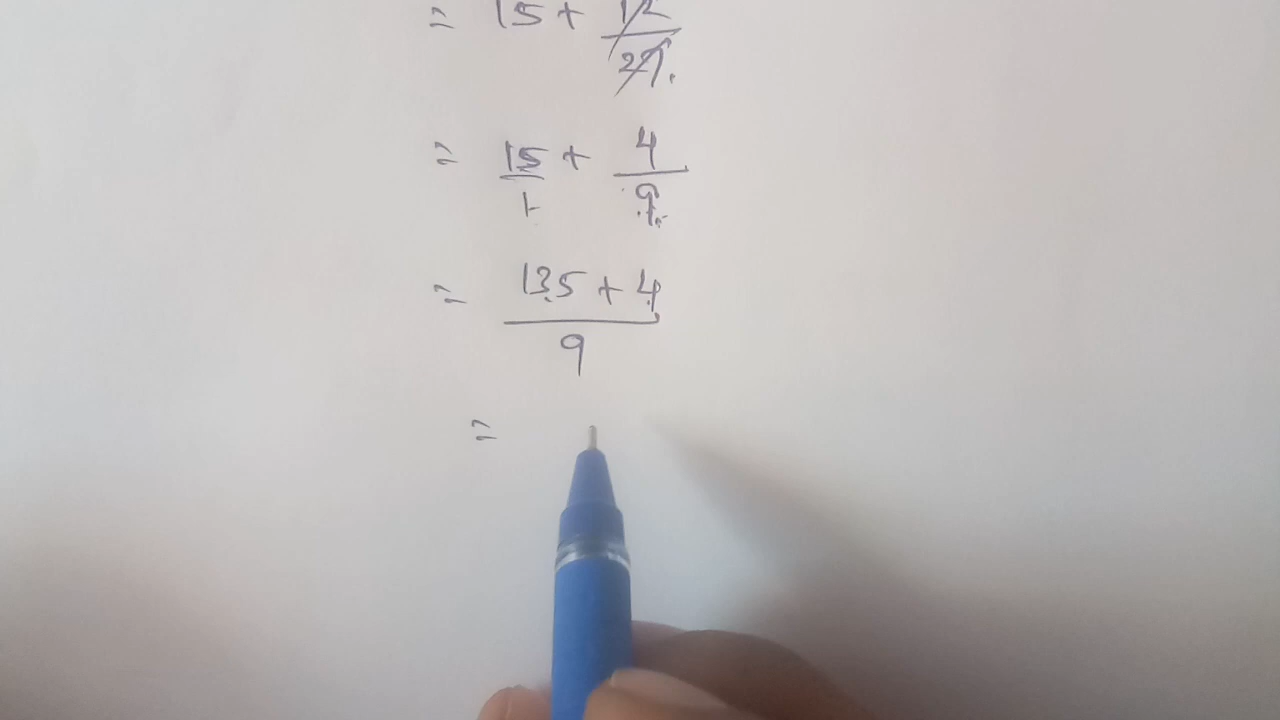 = 15 + 12/27
= 15/1 + 4/9
= 135 + 4/9
=